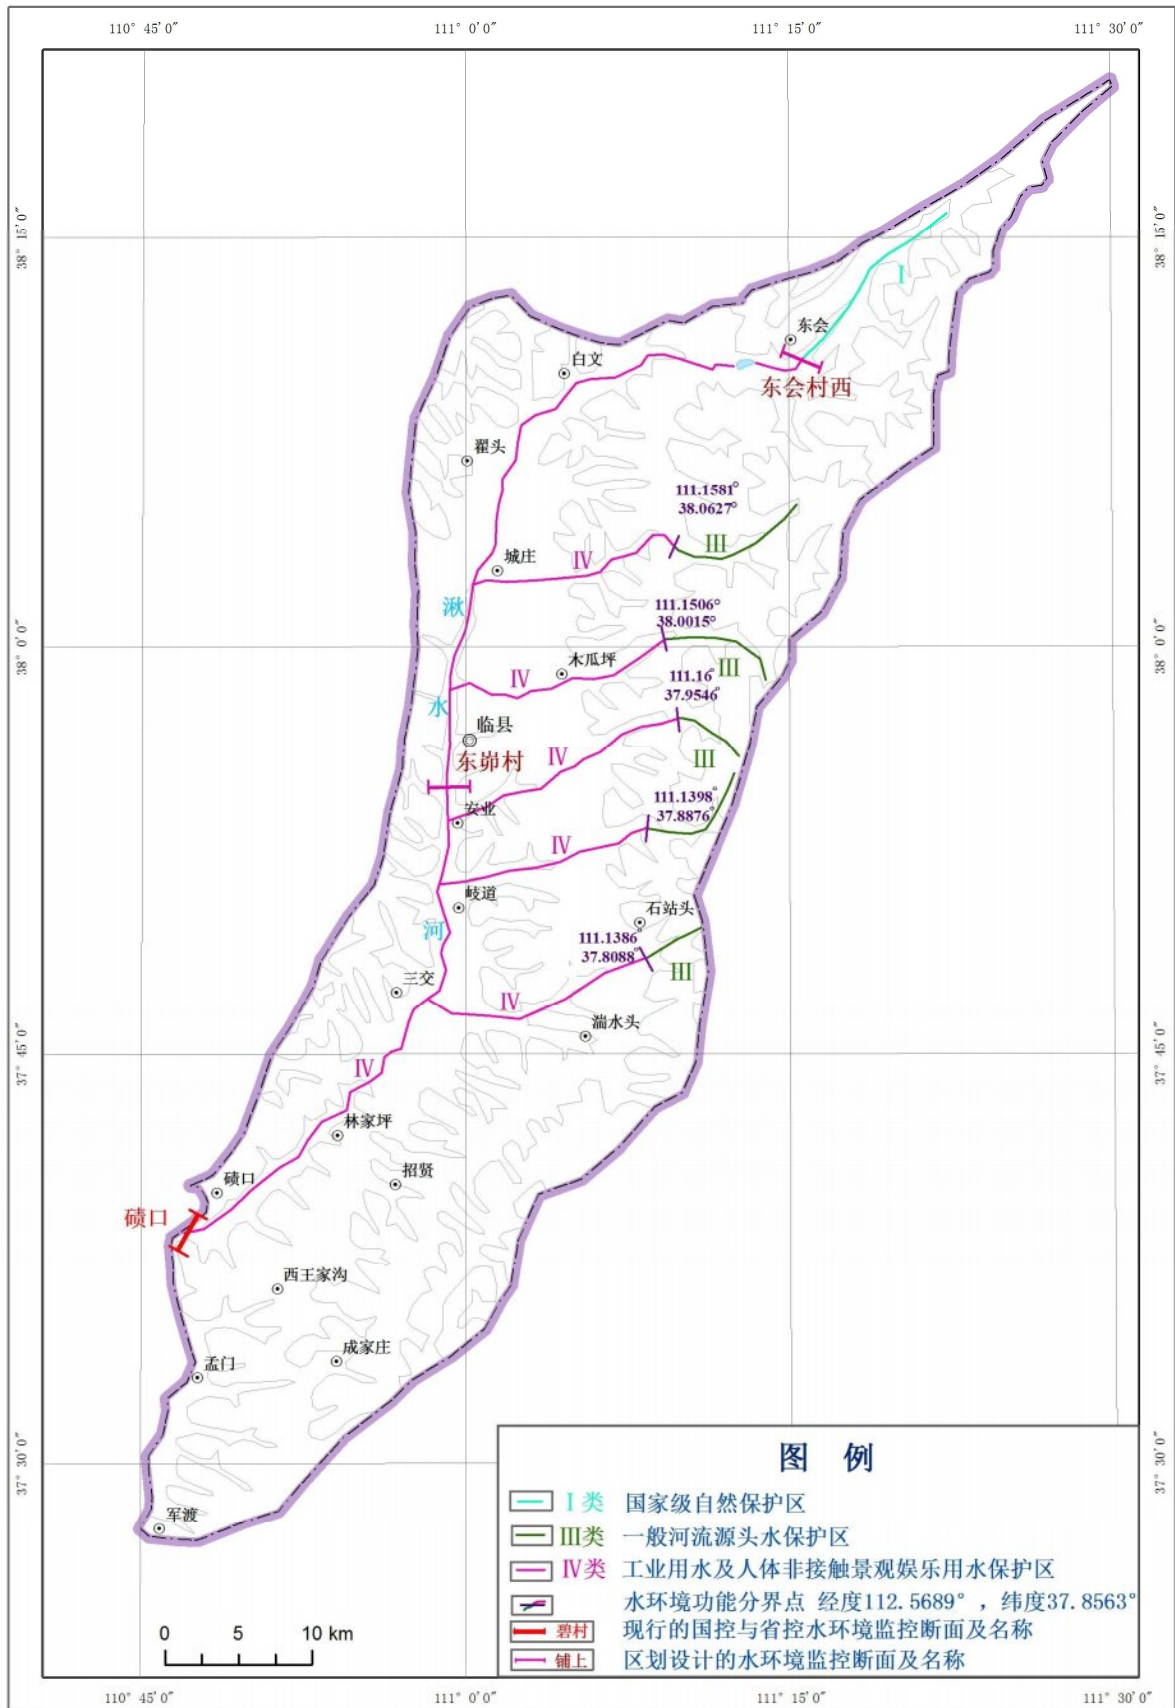 110° 45′0″
111° 0′0″
111° 15′0″
111° 30′0″
38° 15′0″
38° 15′0″
I
东会
东会村西
白文
翟头
111.1581°
38.0627°
III
城庄
IV
湫
111.1506°
38.0015°
38° 0′0″
38° 0′0″
木瓜坪
III
IV
111.16°
37.9546°
水
临县
东峁村
IV
III
111.1398°
37.8876°
安业
IV
岐道
石站头
河
111.1386°
37.8088°
III
三交
IV
湍水头
37° 45′0″
37° 45′0″
IV
林家坪
招贤
碛口
碛口
西王家沟
成家庄
孟门
37° 30′0″
37° 30′0″
军渡
0 5 10 km
图 例
I类 国家级自然保护区
III类 一般河流源头水保护区
IV类 工业用水及人体非接触景观娱乐用水保护区
水环境功能分界点 经度112.5689°，纬度37.8563°
碧村 现行的国控与省控水环境监控断面及名称
铺上 区划设计的水环境监控断面及名称
110° 45′0″
111° 0′0″
111° 15′0″
111° 30′0″